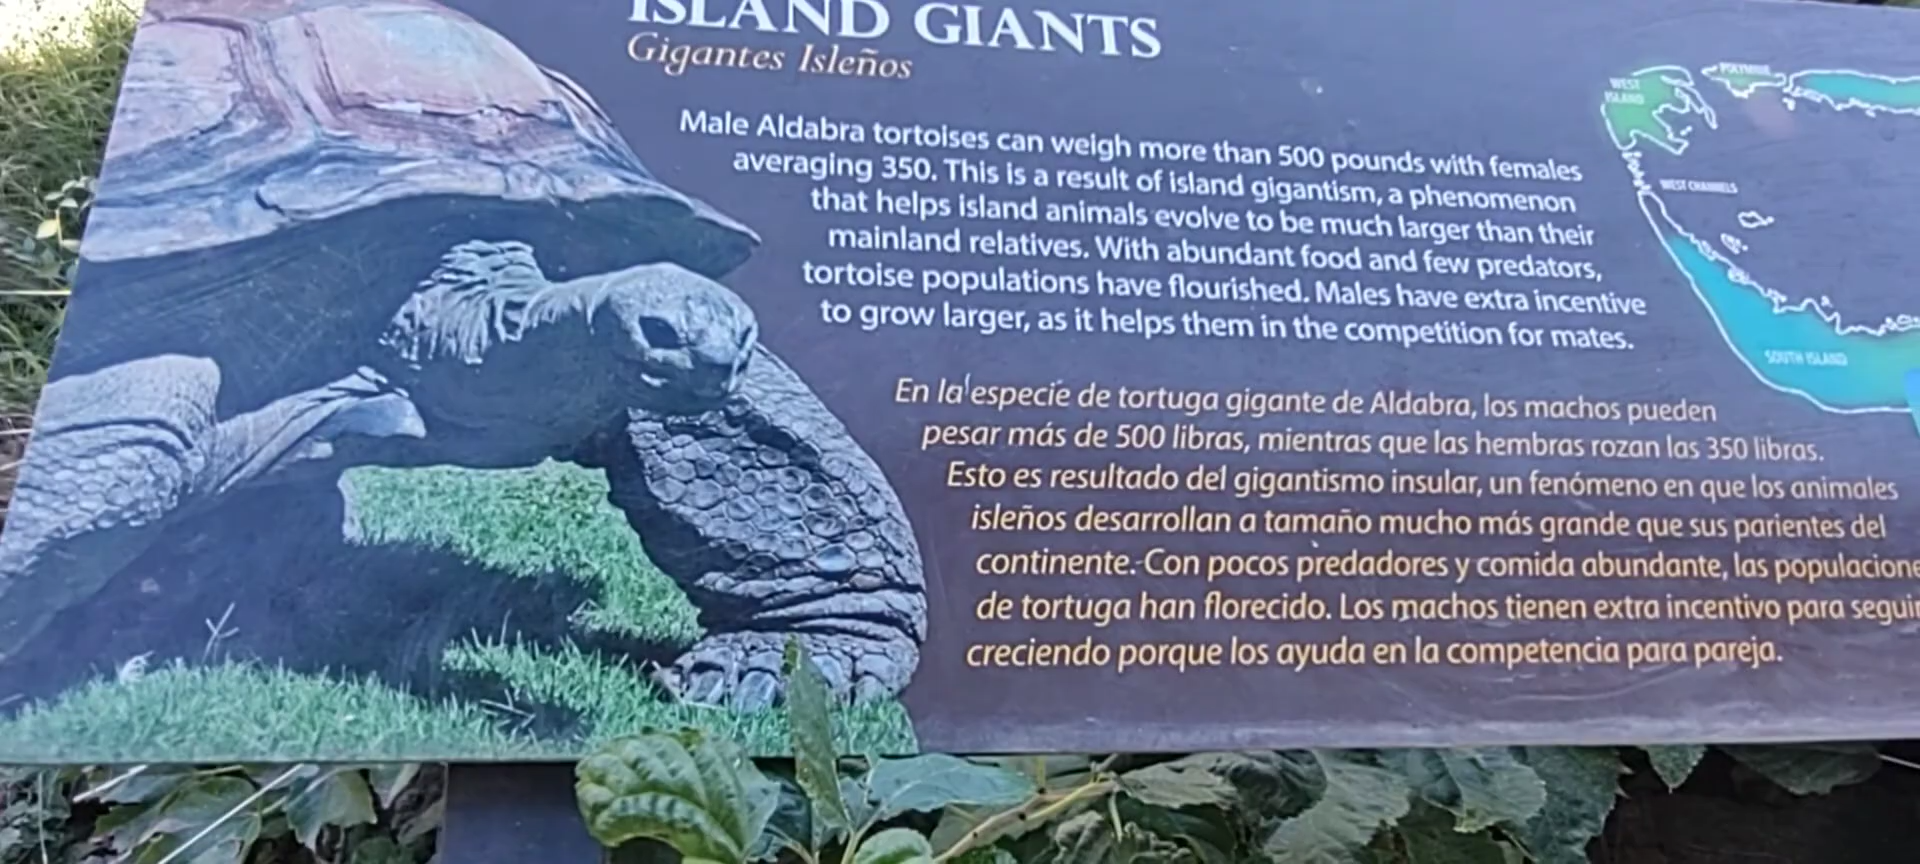 ISLAND GIANTS
Gigantes Isleños
Male Aldabra tortoises can weigh more than 500 pounds with females
averaging 350. This is a result of island gigantism, a phenomenon
that helps island animals evolve to be much larger than their
mainland relatives. With abundant food and few predators,
tortoise populations have flourished. Males have extra incentive
to grow larger, as it helps them in the competition for mates.
En la especie de tortuga gigante de Aldabra, los machos pueden
pesar más de 500 libras, mientras que las hembras rozan las 350 libras.
Esto es resultado del gigantismo insular, un fenómeno en que los animales
isleños desarrollan a tamaño mucho más grande que sus parientes del
continente. Con pocos predadores y comida abundante, las populacione
de tortuga han florecido. Los machos tienen extra incentivo para seguir
creciendo porque los ayuda en la competencia para pareja.
WEST
ISLAND
POLYMNIE
WEST CHANNELS
SOUTH ISLAND